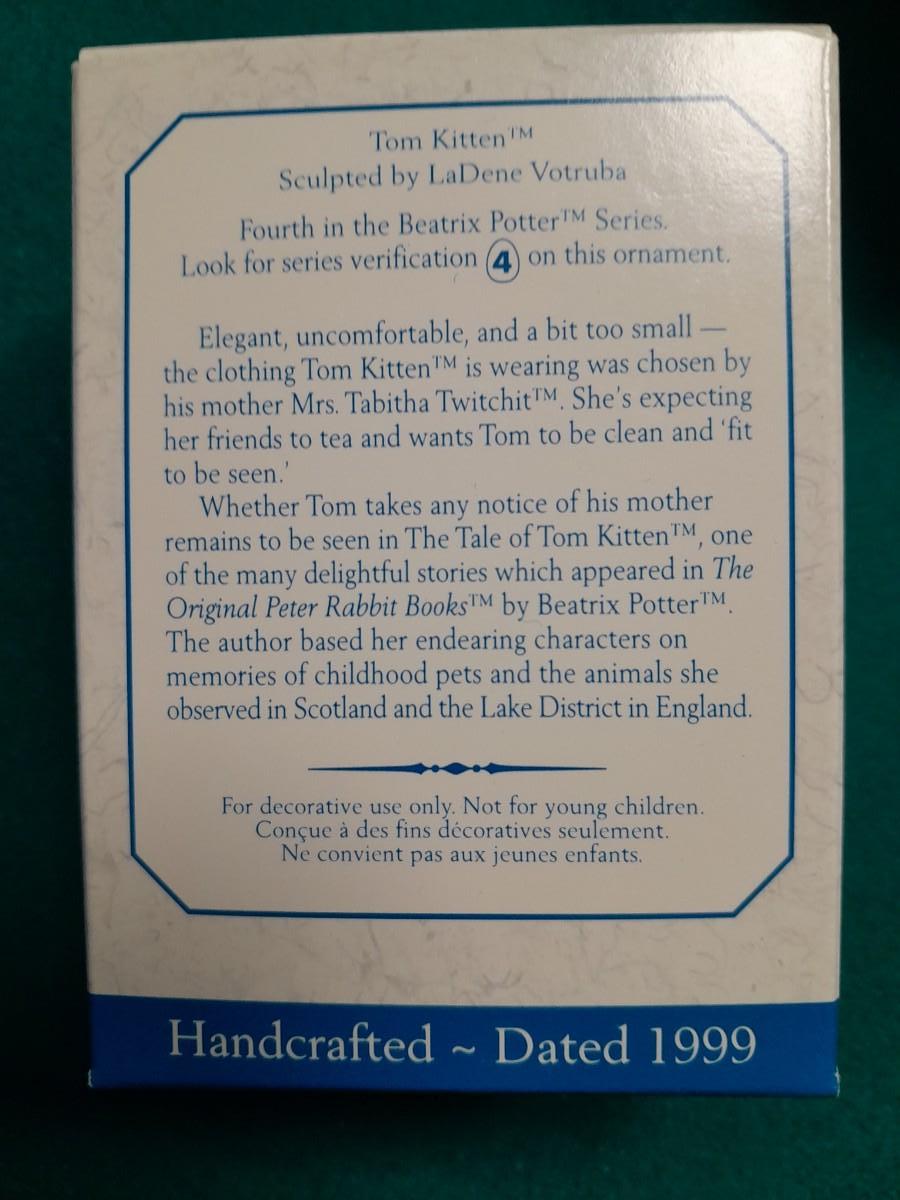 Tom Kitten™
Sculpted by LaDene Votruba
Fourth in the Beatrix Potter™ Series.
Look for series verification 4 on this ornament.
Elegant, uncomfortable, and a bit too small —
the clothing Tom Kitten™ is wearing was chosen by
his mother Mrs. Tabitha Twitchit™. She's expecting
her friends to tea and wants Tom to be clean and 'fit
to be seen.'
Whether Tom takes any notice of his mother
remains to be seen in The Tale of Tom Kitten™, one
of the many delightful stories which appeared in The
Original Peter Rabbit Books™ by Beatrix Potter™.
The author based her endearing characters on
memories of childhood pets and the animals she
observed in Scotland and the Lake District in England.
For decorative use only. Not for young children.
Conçue à des fins décoratives seulement.
Ne convient pas aux jeunes enfants.
Handcrafted ~ Dated 1999